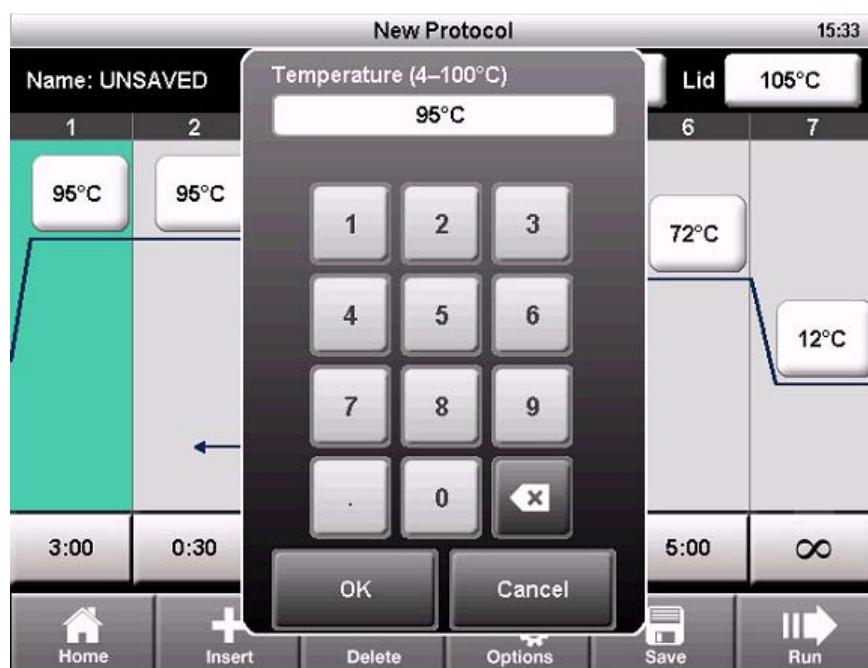 New Protocol 15:33
Name: UNSAVED Lid 105°C
Temperature (4–100°C)
95°C
1 2 6 7
95°C 95°C 72°C 12°C
1 2 3
4 5 6
7 8 9
. 0
3:00 0:30 5:00 ∞
OK Cancel
Home Insert Delete Options Save Run